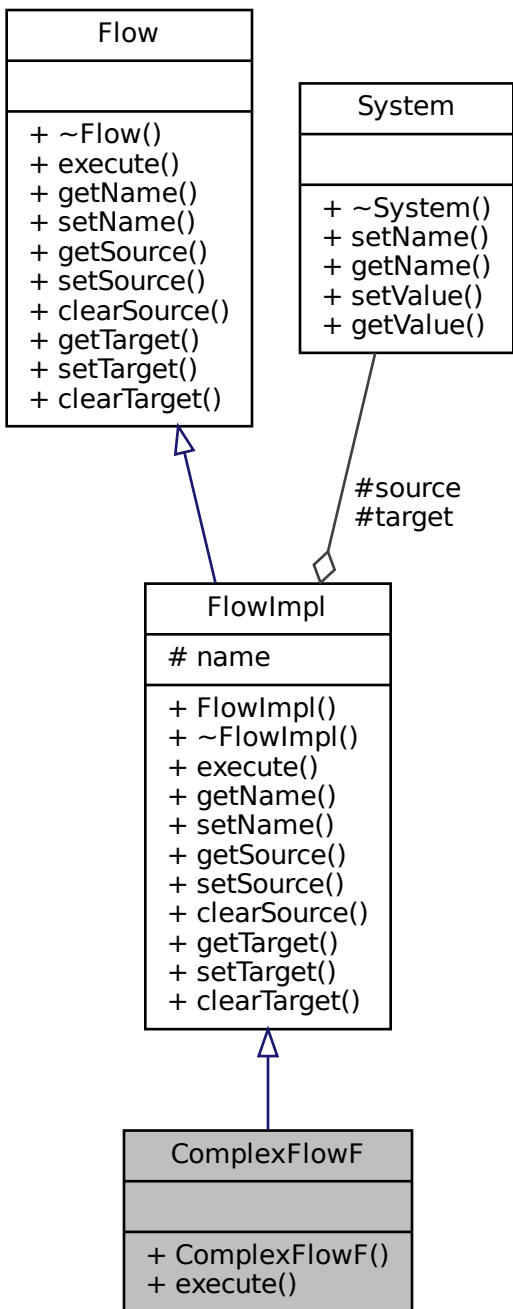 Flow
+ ~Flow()
+ execute()
+ getName()
+ setName()
+ getSource()
+ setSource()
+ clearSource()
+ getTarget()
+ setTarget()
+ clearTarget()
System
+ ~System()
+ setName()
+ getName()
+ setValue()
+ getValue()
#source
#target
FlowImpl
# name
+ FlowImpl()
+ ~FlowImpl()
+ execute()
+ getName()
+ setName()
+ getSource()
+ setSource()
+ clearSource()
+ getTarget()
+ setTarget()
+ clearTarget()
ComplexFlowF
+ ComplexFlowF()
+ execute()